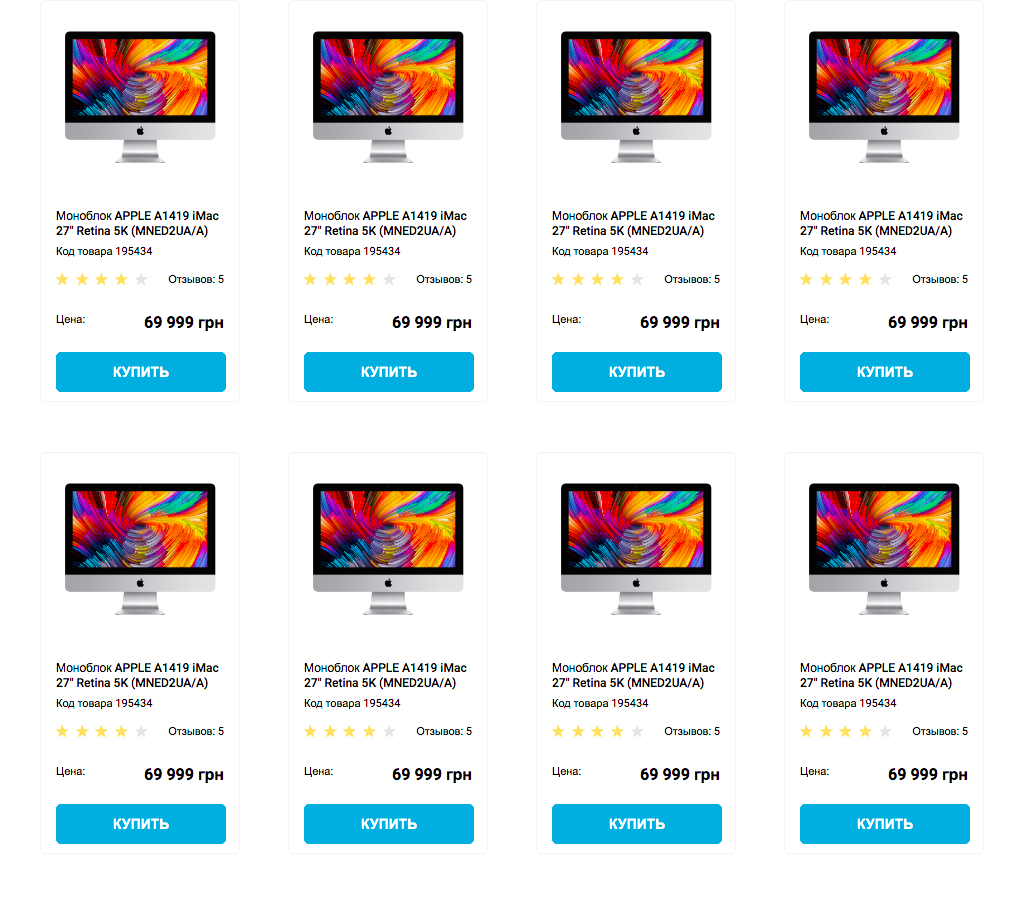 Моноблок APPLE A1419 iMac
27" Retina 5K (MNED2UA/A)
Код товара 195434
Отзывов: 5
Цена: 69 999 грн
КУПИТЬ
Моноблок APPLE A1419 iMac
27" Retina 5K (MNED2UA/A)
Код товара 195434
Отзывов: 5
Цена: 69 999 грн
КУПИТЬ
Моноблок APPLE A1419 iMac
27" Retina 5K (MNED2UA/A)
Код товара 195434
Отзывов: 5
Цена: 69 999 грн
КУПИТЬ
Моноблок APPLE A1419 iMac
27" Retina 5K (MNED2UA/A)
Код товара 195434
Отзывов: 5
Цена: 69 999 грн
КУПИТЬ
Моноблок APPLE A1419 iMac
27" Retina 5K (MNED2UA/A)
Код товара 195434
Отзывов: 5
Цена: 69 999 грн
КУПИТЬ
Моноблок APPLE A1419 iMac
27" Retina 5K (MNED2UA/A)
Код товара 195434
Отзывов: 5
Цена: 69 999 грн
КУПИТЬ
Моноблок APPLE A1419 iMac
27" Retina 5K (MNED2UA/A)
Код товара 195434
Отзывов: 5
Цена: 69 999 грн
КУПИТЬ
Моноблок APPLE A1419 iMac
27" Retina 5K (MNED2UA/A)
Код товара 195434
Отзывов: 5
Цена: 69 999 грн
КУПИТЬ